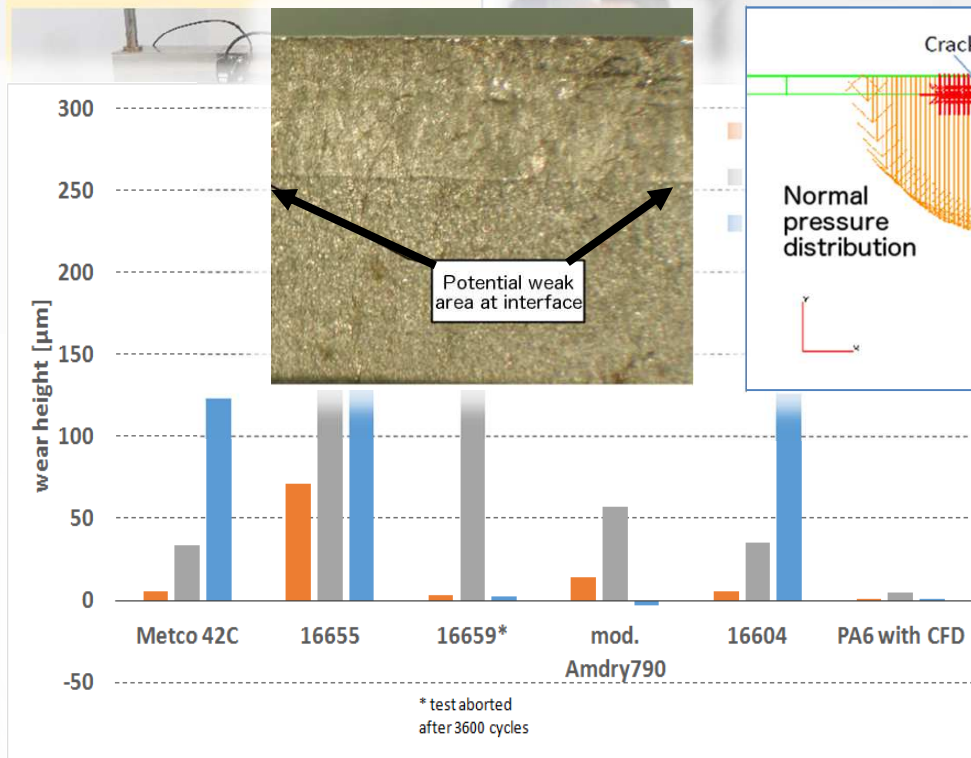 Crack
Normal
pressure
distribution
Y
X
Potential weak
area at interface
wear height [µm]
300
250
200
150
100
50
0
-50
Metco 42C
16655
16659*
mod.
Amdry790
16604
PA6 with CFD
* test aborted
after 3600 cycles